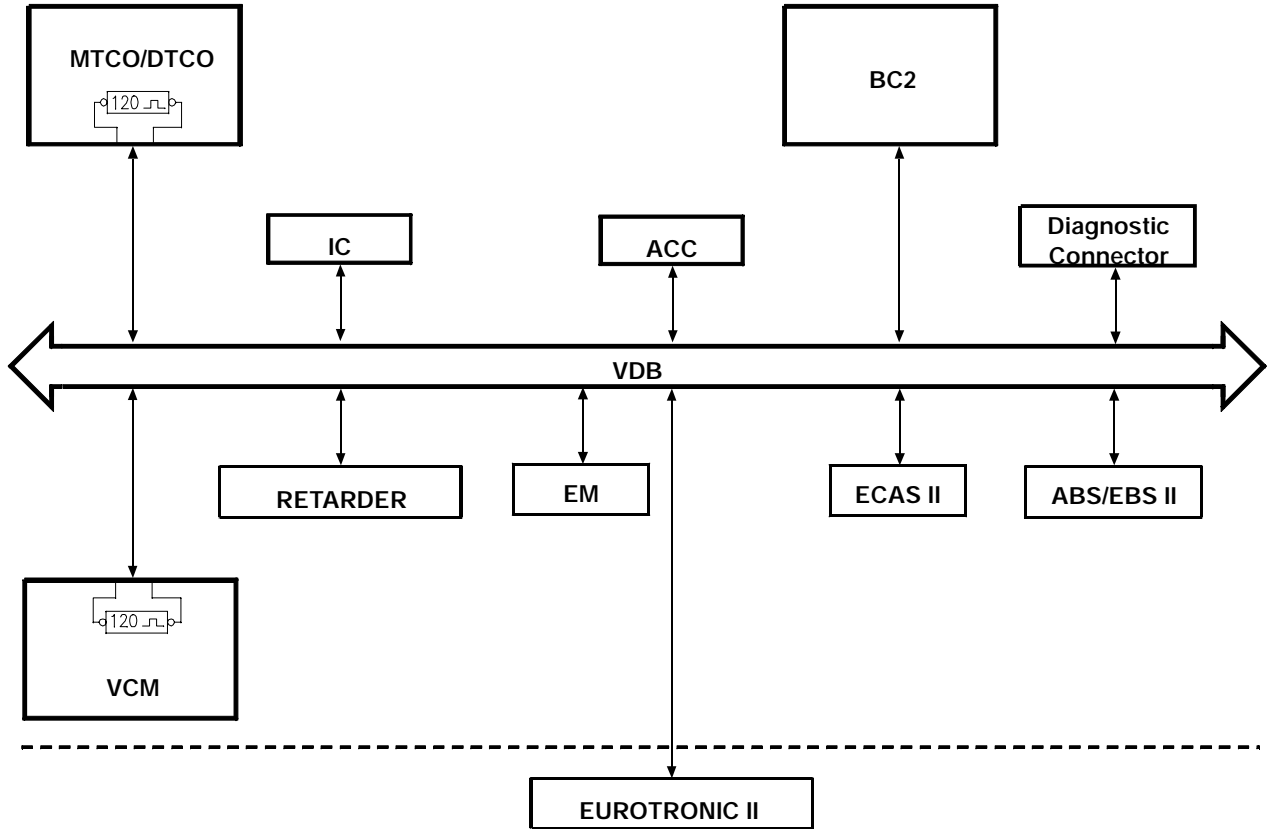 MTCO/DTCO
120
BC2
IC
ACC
Diagnostic
Connector
VDB
RETARDER
EM
ECAS II
ABS/EBS II
120
VCM
EUROTRONIC II